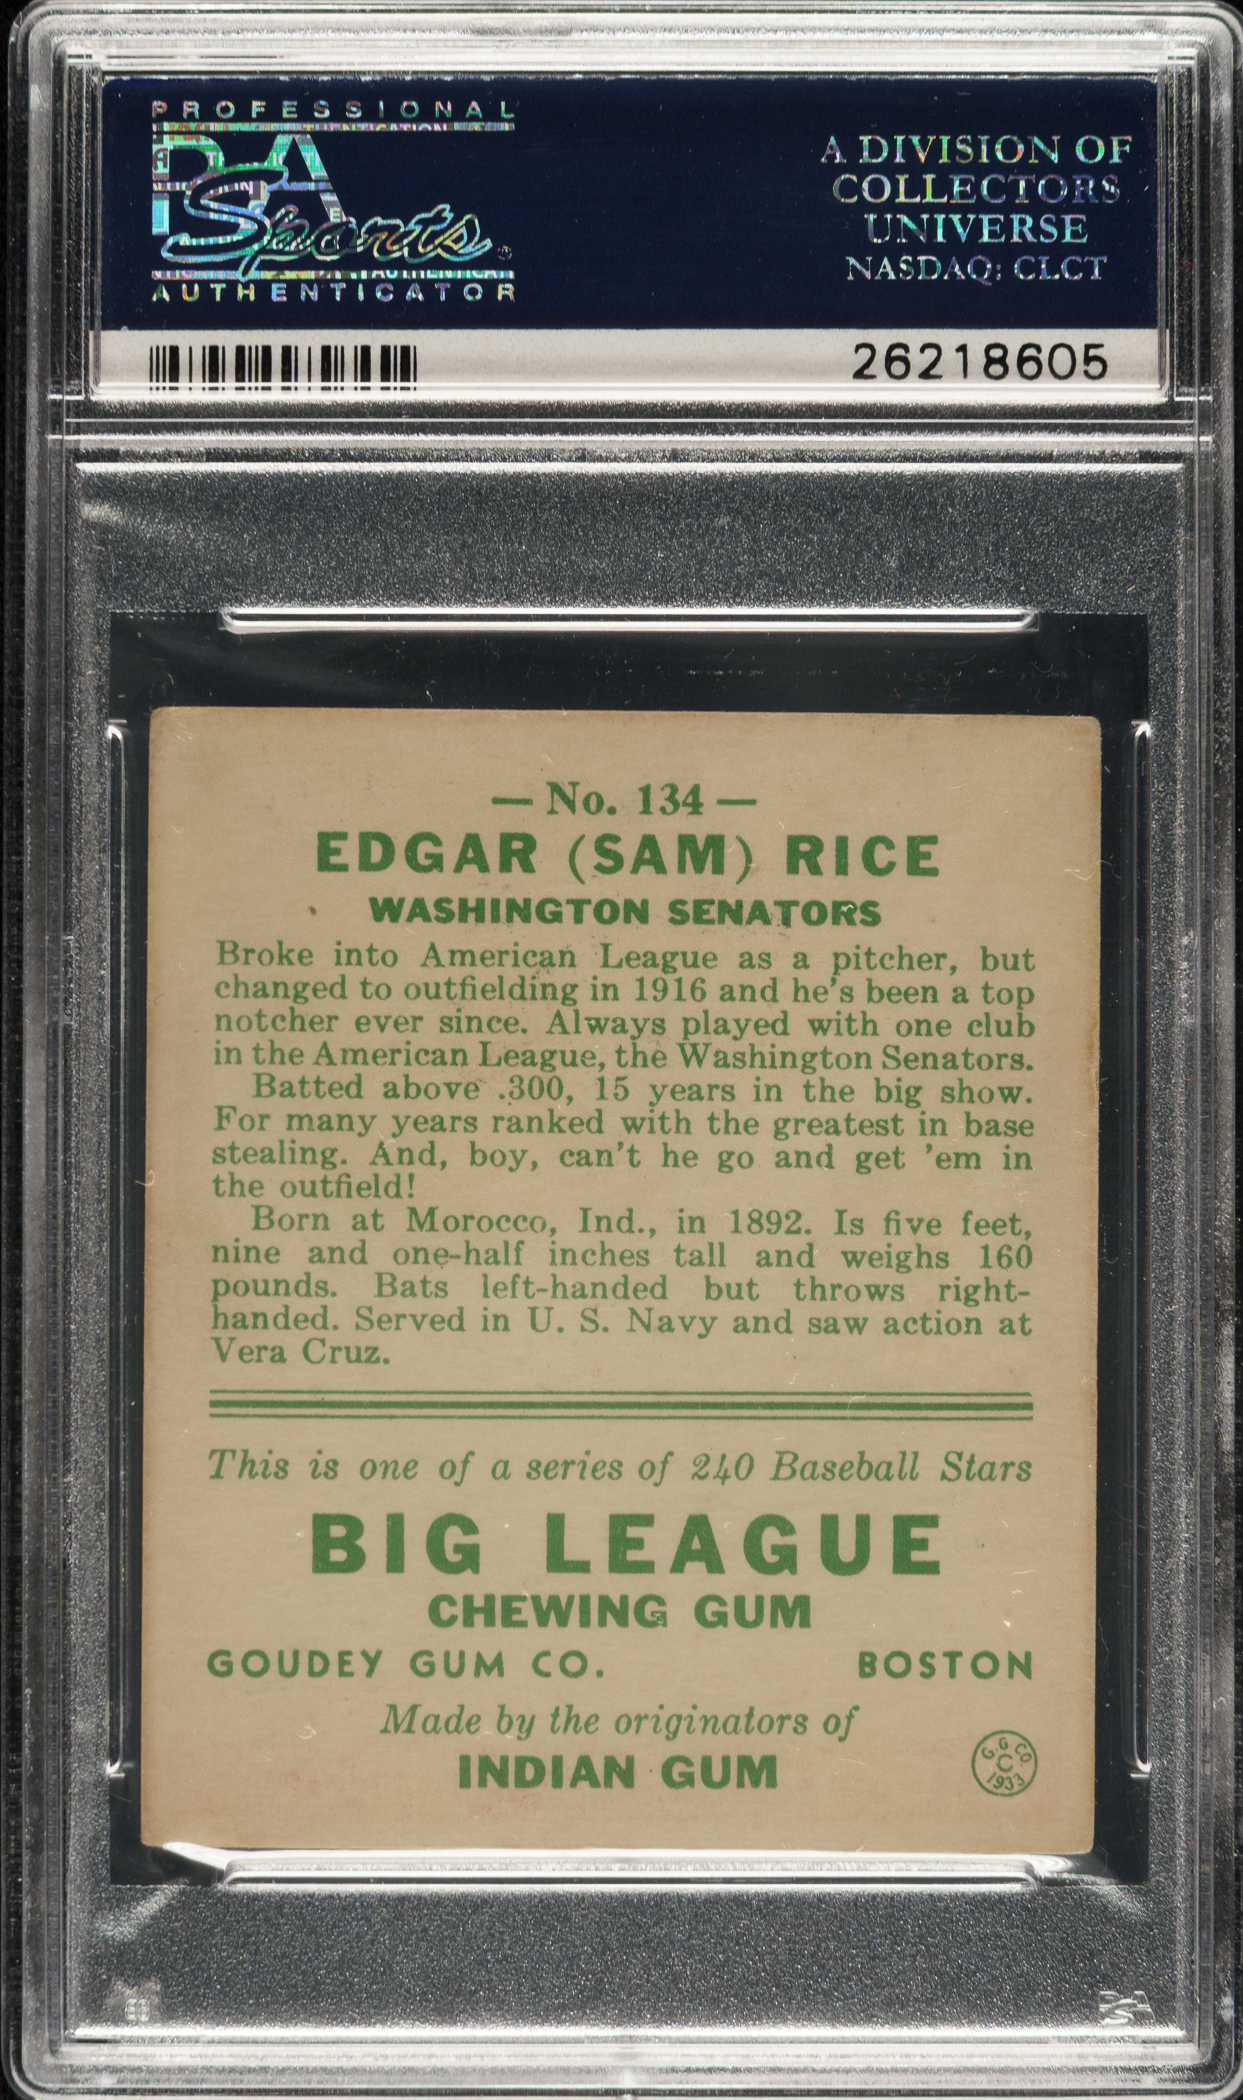 PROFESSIONAL
PSA
Sports
AUTHENTICATOR
A DIVISION OF
COLLECTORS
UNIVERSE
NASDAQ: CLCT
26218605
— No. 134 —
EDGAR (SAM) RICE
WASHINGTON SENATORS
Broke into American League as a pitcher, but
changed to outfielding in 1916 and he's been a top
notcher ever since. Always played with one club
in the American League, the Washington Senators.
Batted above .300, 15 years in the big show.
For many years ranked with the greatest in base
stealing. And, boy, can't he go and get 'em in
the outfield!
Born at Morocco, Ind., in 1892. Is five feet,
nine and one-half inches tall and weighs 160
pounds. Bats left-handed but throws right-
handed. Served in U. S. Navy and saw action at
Vera Cruz.
This is one of a series of 240 Baseball Stars
BIG LEAGUE
CHEWING GUM
GOUDEY GUM CO. BOSTON
Made by the originators of
INDIAN GUM
G. G. CO.
C
1933
PSA